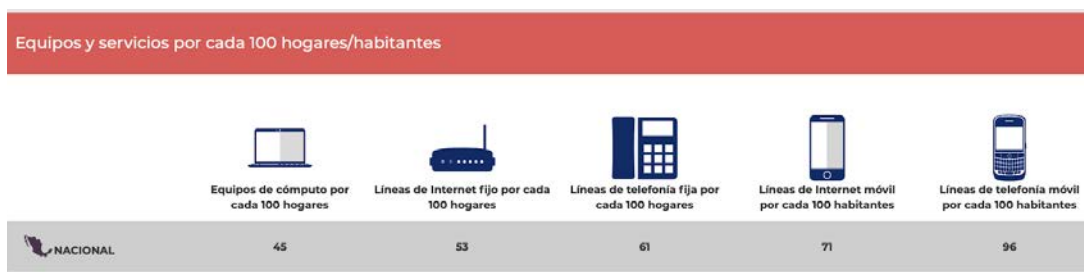 Equipos y servicios por cada 100 hogares/habitantes
Equipos de cómputo por
cada 100 hogares
Líneas de Internet fijo por cada
100 hogares
Líneas de telefonía fija por
cada 100 hogares
Líneas de Internet móvil
por cada 100 habitantes
Líneas de telefonía móvil
por cada 100 habitantes
NACIONAL 45 53 61 71 96